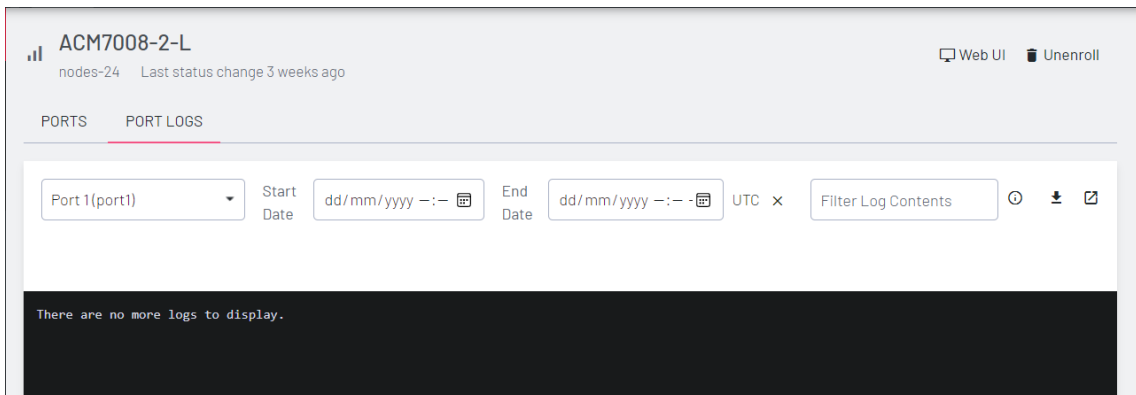 ACM7008-2-L
nodes-24 Last status change 3 weeks ago
Web UI
Unenroll
PORTS PORT LOGS
Port 1 (port1)
Start Date
dd/mm/yyyy –:–
End Date
dd/mm/yyyy –:– -
UTC ×
Filter Log Contents
There are no more logs to display.